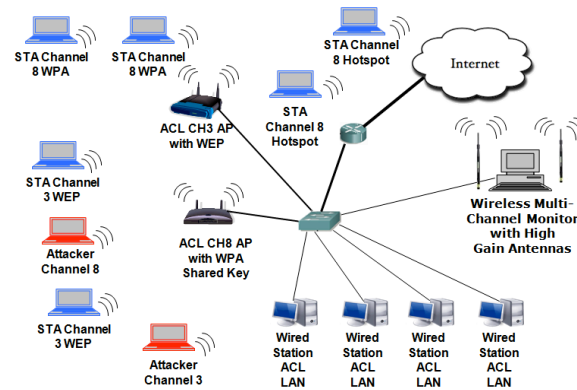 STA Channel
8 WPA
STA Channel
8 WPA
STA Channel
8 Hotspot
Internet
ACL CH3 AP
with WEP
STA
Channel 8
Hotspot
STA Channel
3 WEP
Wireless Multi-
Channel Monitor
with High
Gain Antennas
Attacker
Channel 8
ACL CH8 AP
with WPA
Shared Key
STA Channel
3 WEP
Attacker
Channel 3
Wired
Station
ACL
LAN
Wired
Station
ACL
LAN
Wired
Station
ACL
LAN
Wired
Station
ACL
LAN